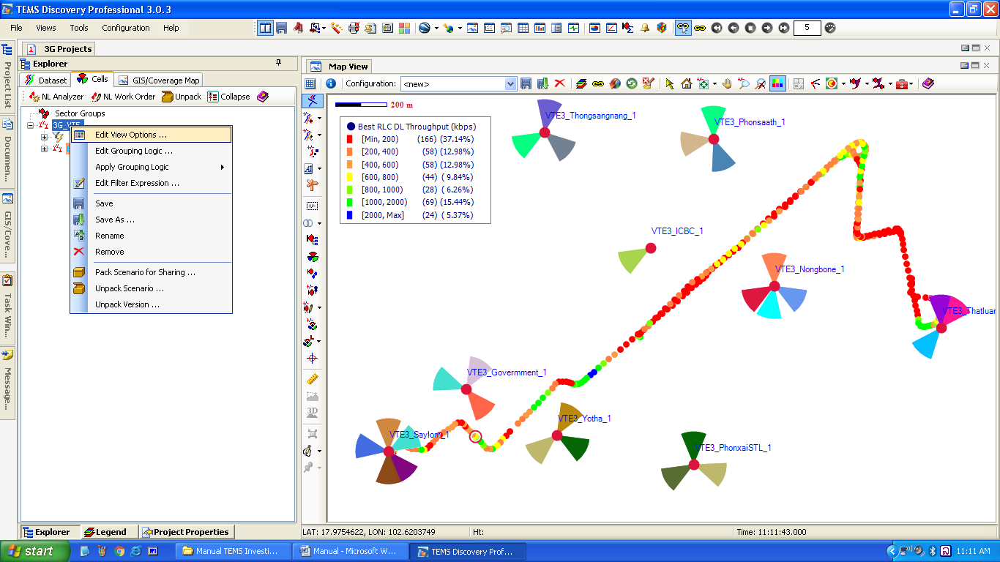 TEMS Discovery Professional 3.0.3
File Views Tools Configuration Help
5
3G Projects
Explorer
Dataset Cells GIS/Coverage Map
NL Analyzer NL Work Order Unpack Collapse
Sector Groups
3G_VTE
Edit View Options ...
Edit Grouping Logic ...
Apply Grouping Logic
Edit Filter Expression ...
Save
Save As ...
Rename
Remove
Pack Scenario for Sharing ...
Unpack Scenario ...
Unpack Version ...
Project List
Documen...
GIS/Cove...
Task Win...
Message...
Explorer Legend Project Properties
Map View
Configuration: <new>
3D
200 m
Best RLC DL Throughput (kbps)
[Min, 200) (166) (37.14%)
[200, 400) (58) (12.98%)
[400, 600) (58) (12.98%)
[600, 800) (44) ( 9.84%)
[800, 1000) (28) ( 6.26%)
[1000, 2000) (69) (15.44%)
[2000, Max] (24) ( 5.37%)
VTE3_Thongsangnang_1
VTE3_Phonsaath_1
VTE3_ICBC_1
VTE3_Nongbone_1
VTE3_Thatluan
VTE3_Government_1
VTE3_Yotha_1
VTE3_Saylom_1
VTE3_PhonxaiSTL_1
LAT: 17.9754622, LON: 102.6203749 Ht: Time: 11:11:43.000
start Manual TEMS Investi... Manual - Microsoft W... TEMS Discovery Prof... 11:11 AM